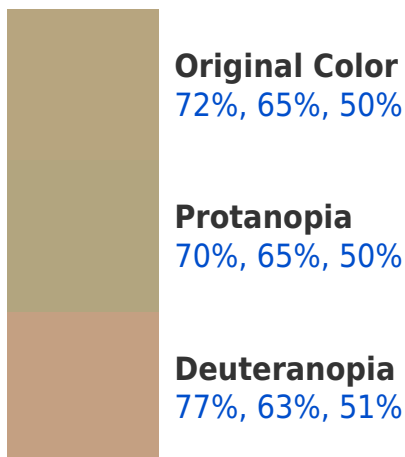 Original Color
72%, 65%, 50%
Protanopia
70%, 65%, 50%
Deuteranopia
77%, 63%, 51%